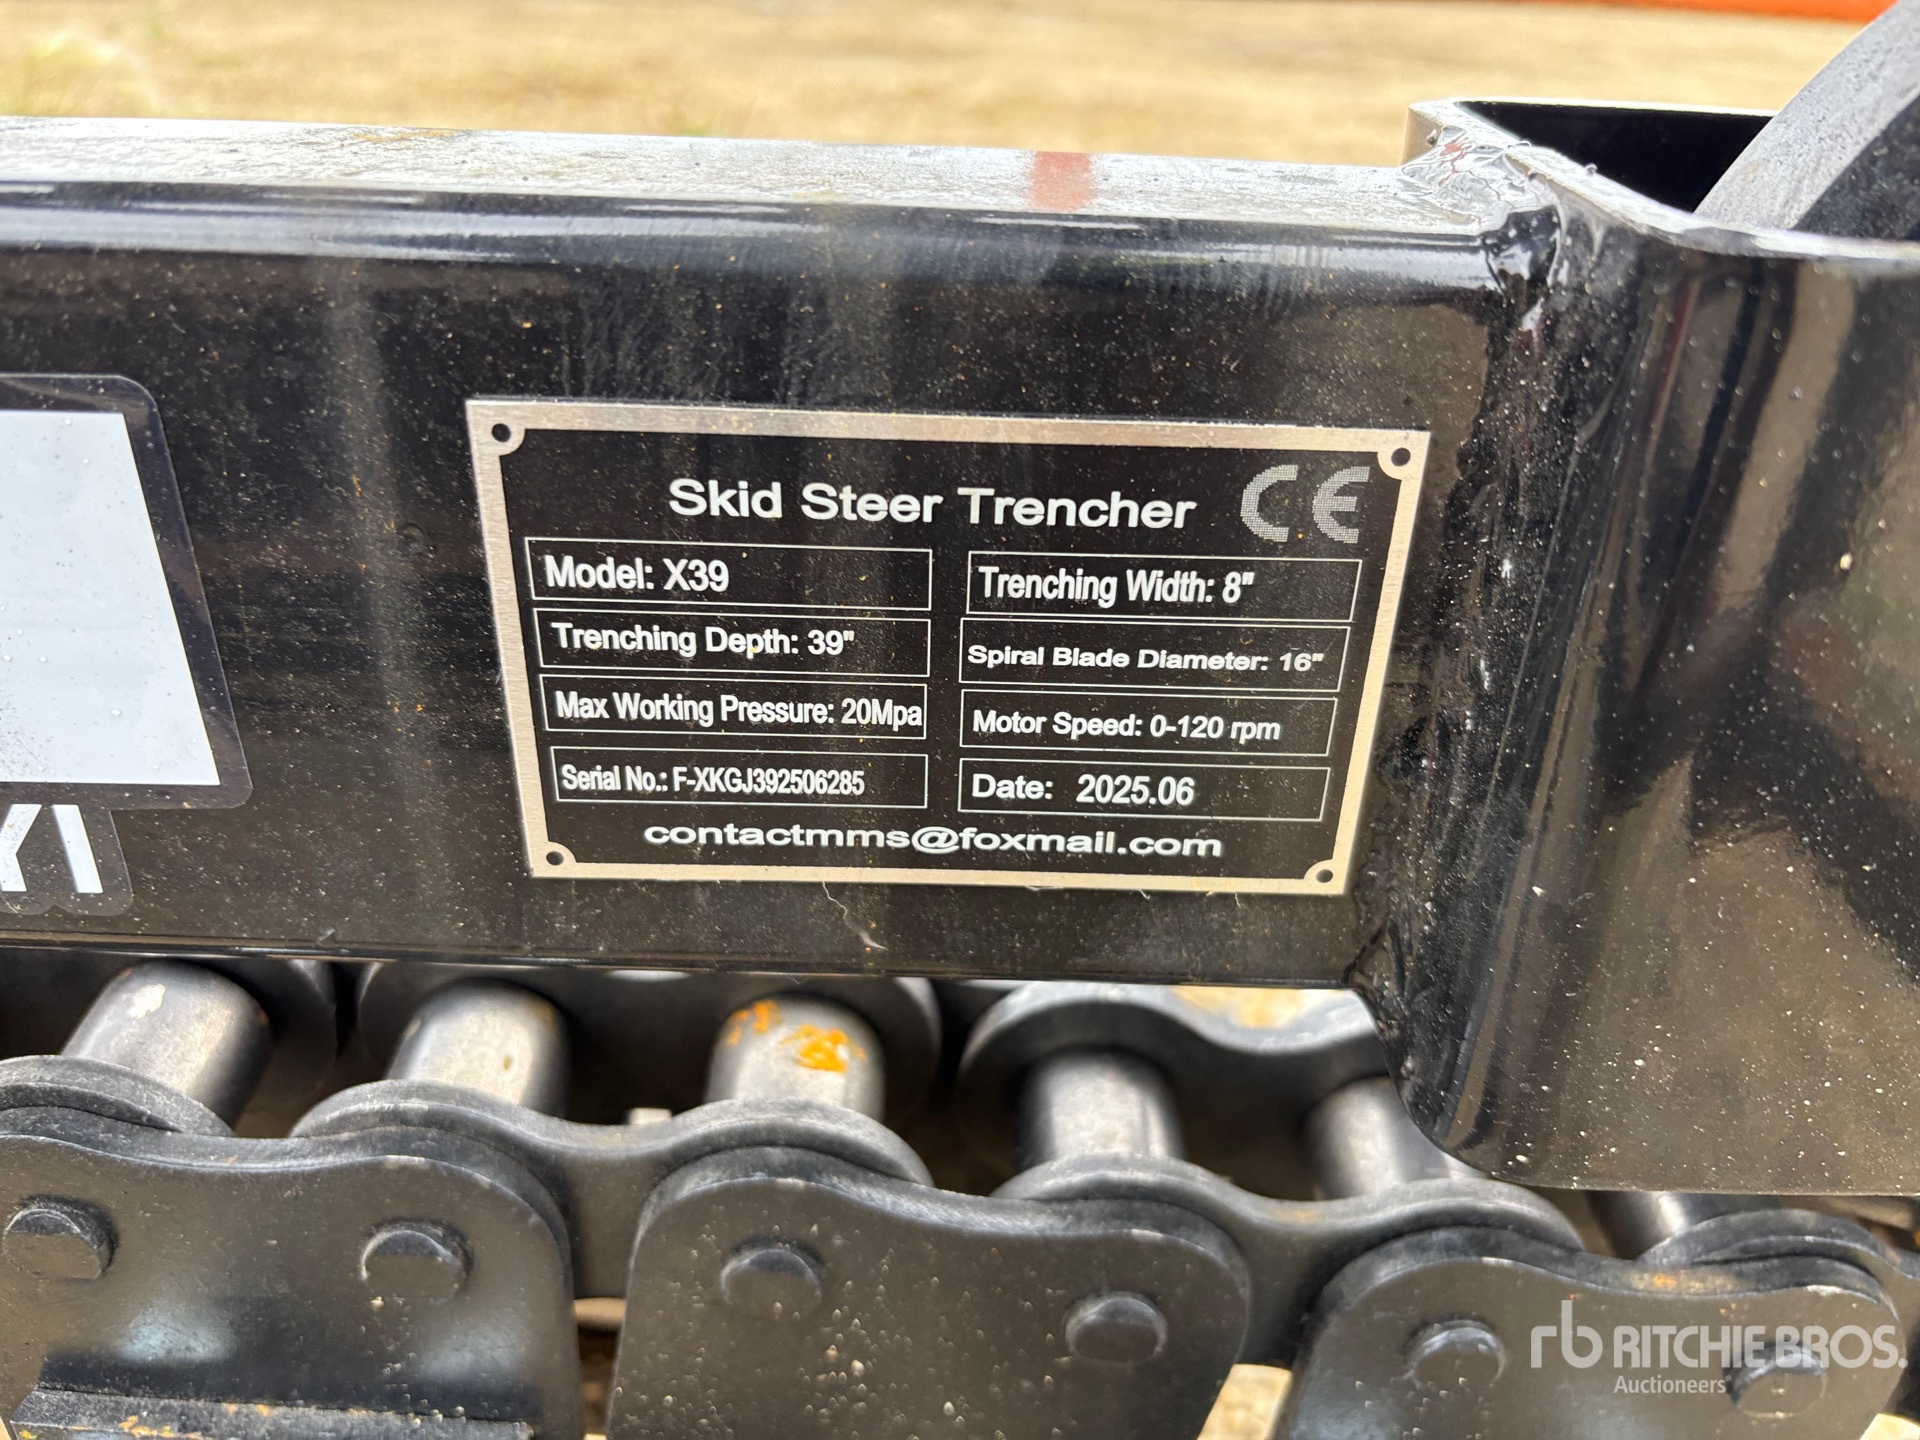 Skid Steer Trencher CE
Model: X39
Trenching Width: 8"
Trenching Depth: 39"
Spiral Blade Diameter: 16"
Max Working Pressure: 20Mpa
Motor Speed: 0-120 rpm
Serial No.: F-XKGJ392506285
Date: 2025.06
contactmms@foxmail.com
rb RITCHIE BROS.
Auctioneers